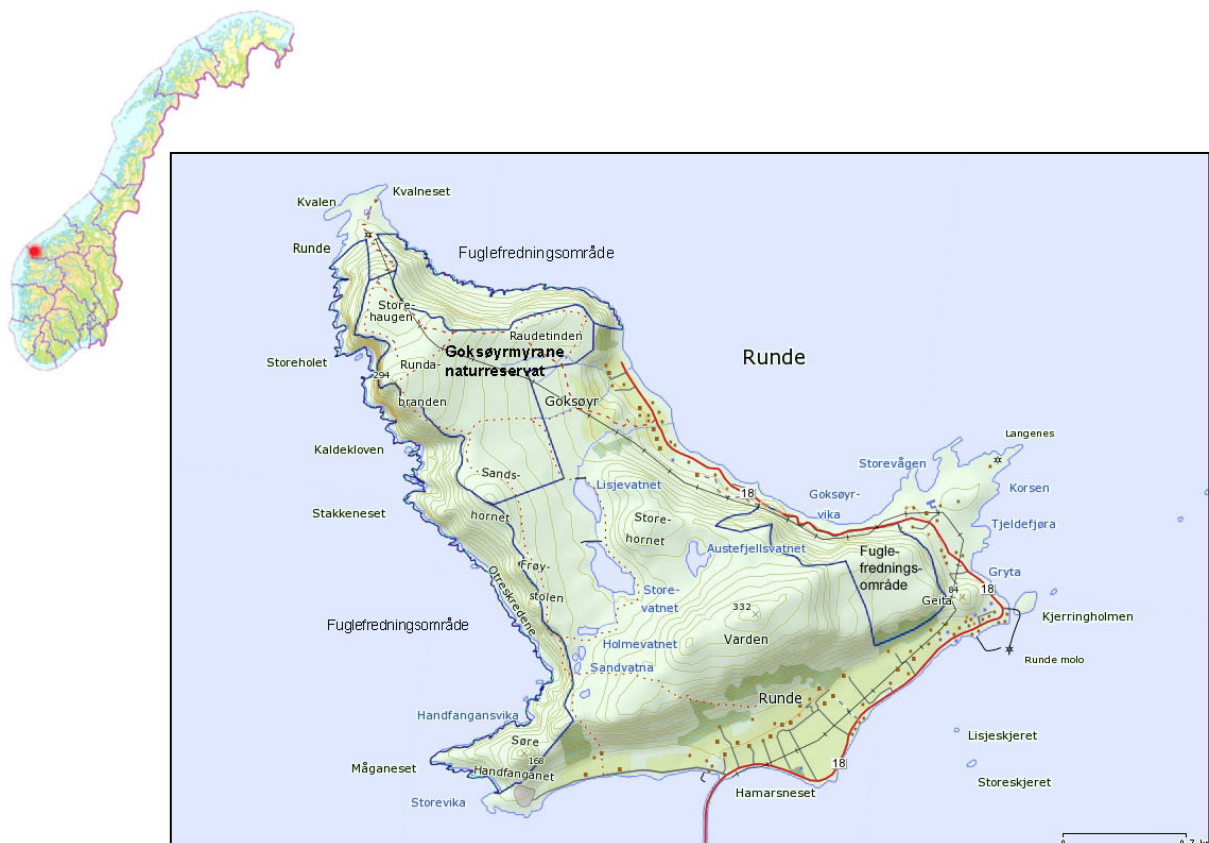 Kvalneset
Kvalen
Runde
Fuglefredningsområde
Store-
haugen
Raudetinden
Goksøyrmyrane
naturreservat
Runde
Storeholet
Runda-
294
branden
Goksøyr
Langenes
Kaldekloven
Storevågen
Sands-
Lisjevatnet
18
Goksøyr-
vika
Korsen
Stakkeneset
hornet
Store-
hornet
Tjeldefjøra
Austefjellsvatnet
Fugle-
frednings-
område
Frøy-
stolen
Otreskredene
Gryta
Store-
vatnet
Geita
84
18
Kjerringholmen
332
Fuglefredningsområde
Varden
Holmevatnet
Sandvatna
Runde molo
Runde
Handfangansvika
Lisjeskjeret
Søre
168
Måganeset
Handfanganet
18
Storeskjeret
Storevika
Hamarsneset